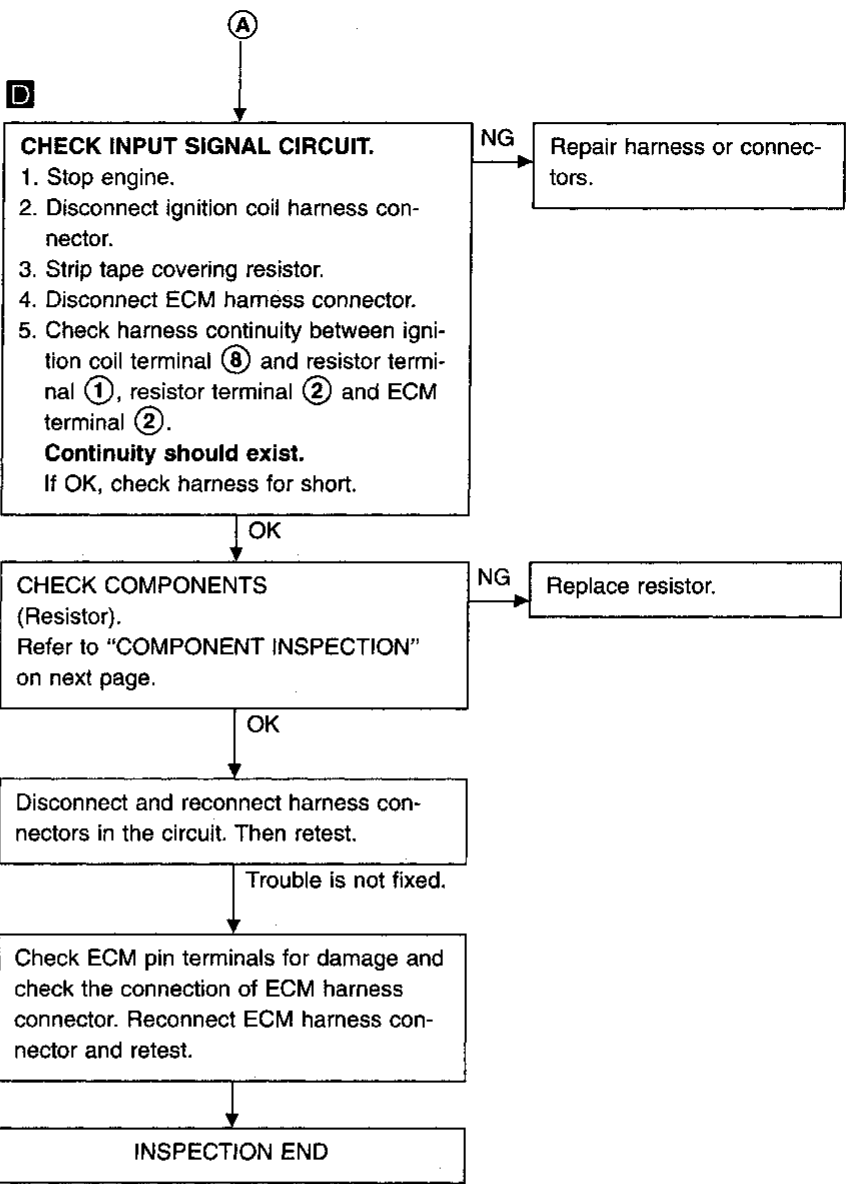 A
D
CHECK INPUT SIGNAL CIRCUIT.
1. Stop engine.
2. Disconnect ignition coil harness con-
nector.
3. Strip tape covering resistor.
4. Disconnect ECM harness connector.
5. Check harness continuity between igni-
tion coil terminal ⑧ and resistor termi-
nal ①, resistor terminal ② and ECM
terminal ②.
Continuity should exist.
If OK, check harness for short.
NG
Repair harness or connec-
tors.
OK
CHECK COMPONENTS
(Resistor).
Refer to “COMPONENT INSPECTION”
on next page.
NG
Replace resistor.
OK
Disconnect and reconnect harness con-
nectors in the circuit. Then retest.
Trouble is not fixed.
Check ECM pin terminals for damage and
check the connection of ECM harness
connector. Reconnect ECM harness con-
nector and retest.
INSPECTION END